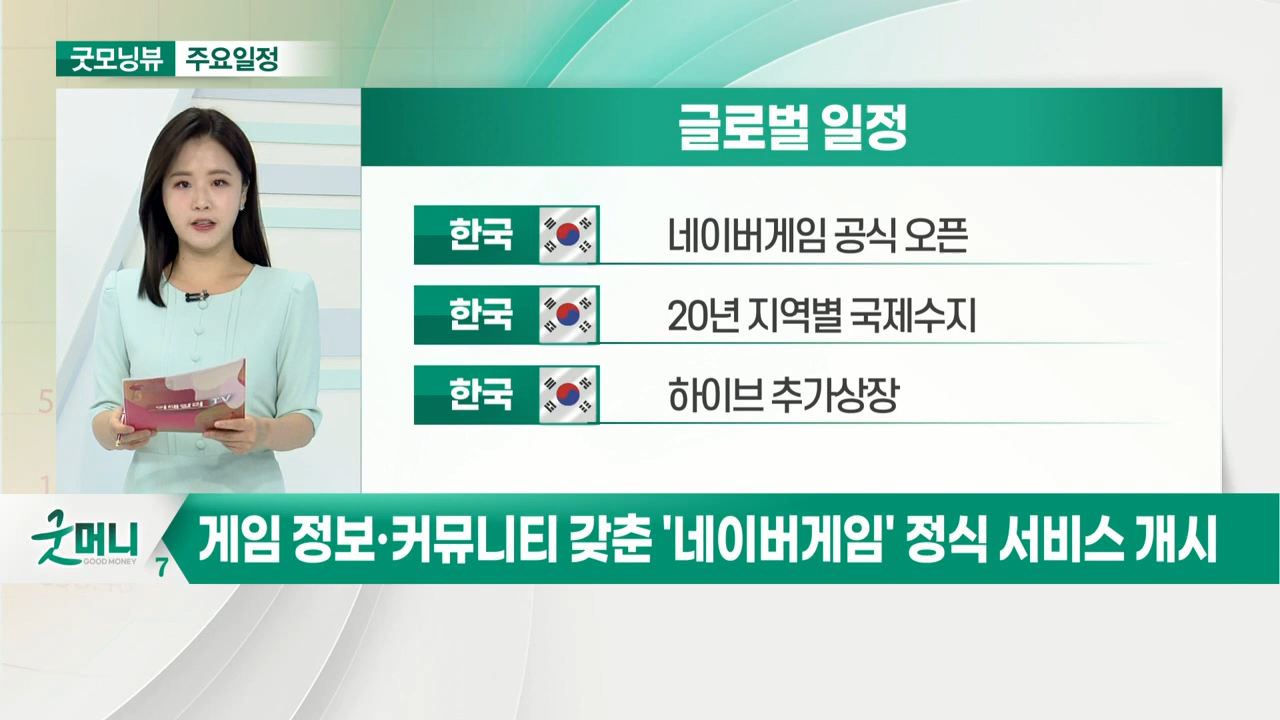 굿모닝뷰 주요일정
글로벌 일정
한국 네이버게임 공식 오픈
한국 20년 지역별 국제수지
한국 하이브 추가상장
굿머니
GOOD MONEY
7
게임 정보·커뮤니티 갖춘 '네이버게임' 정식 서비스 개시
5
1